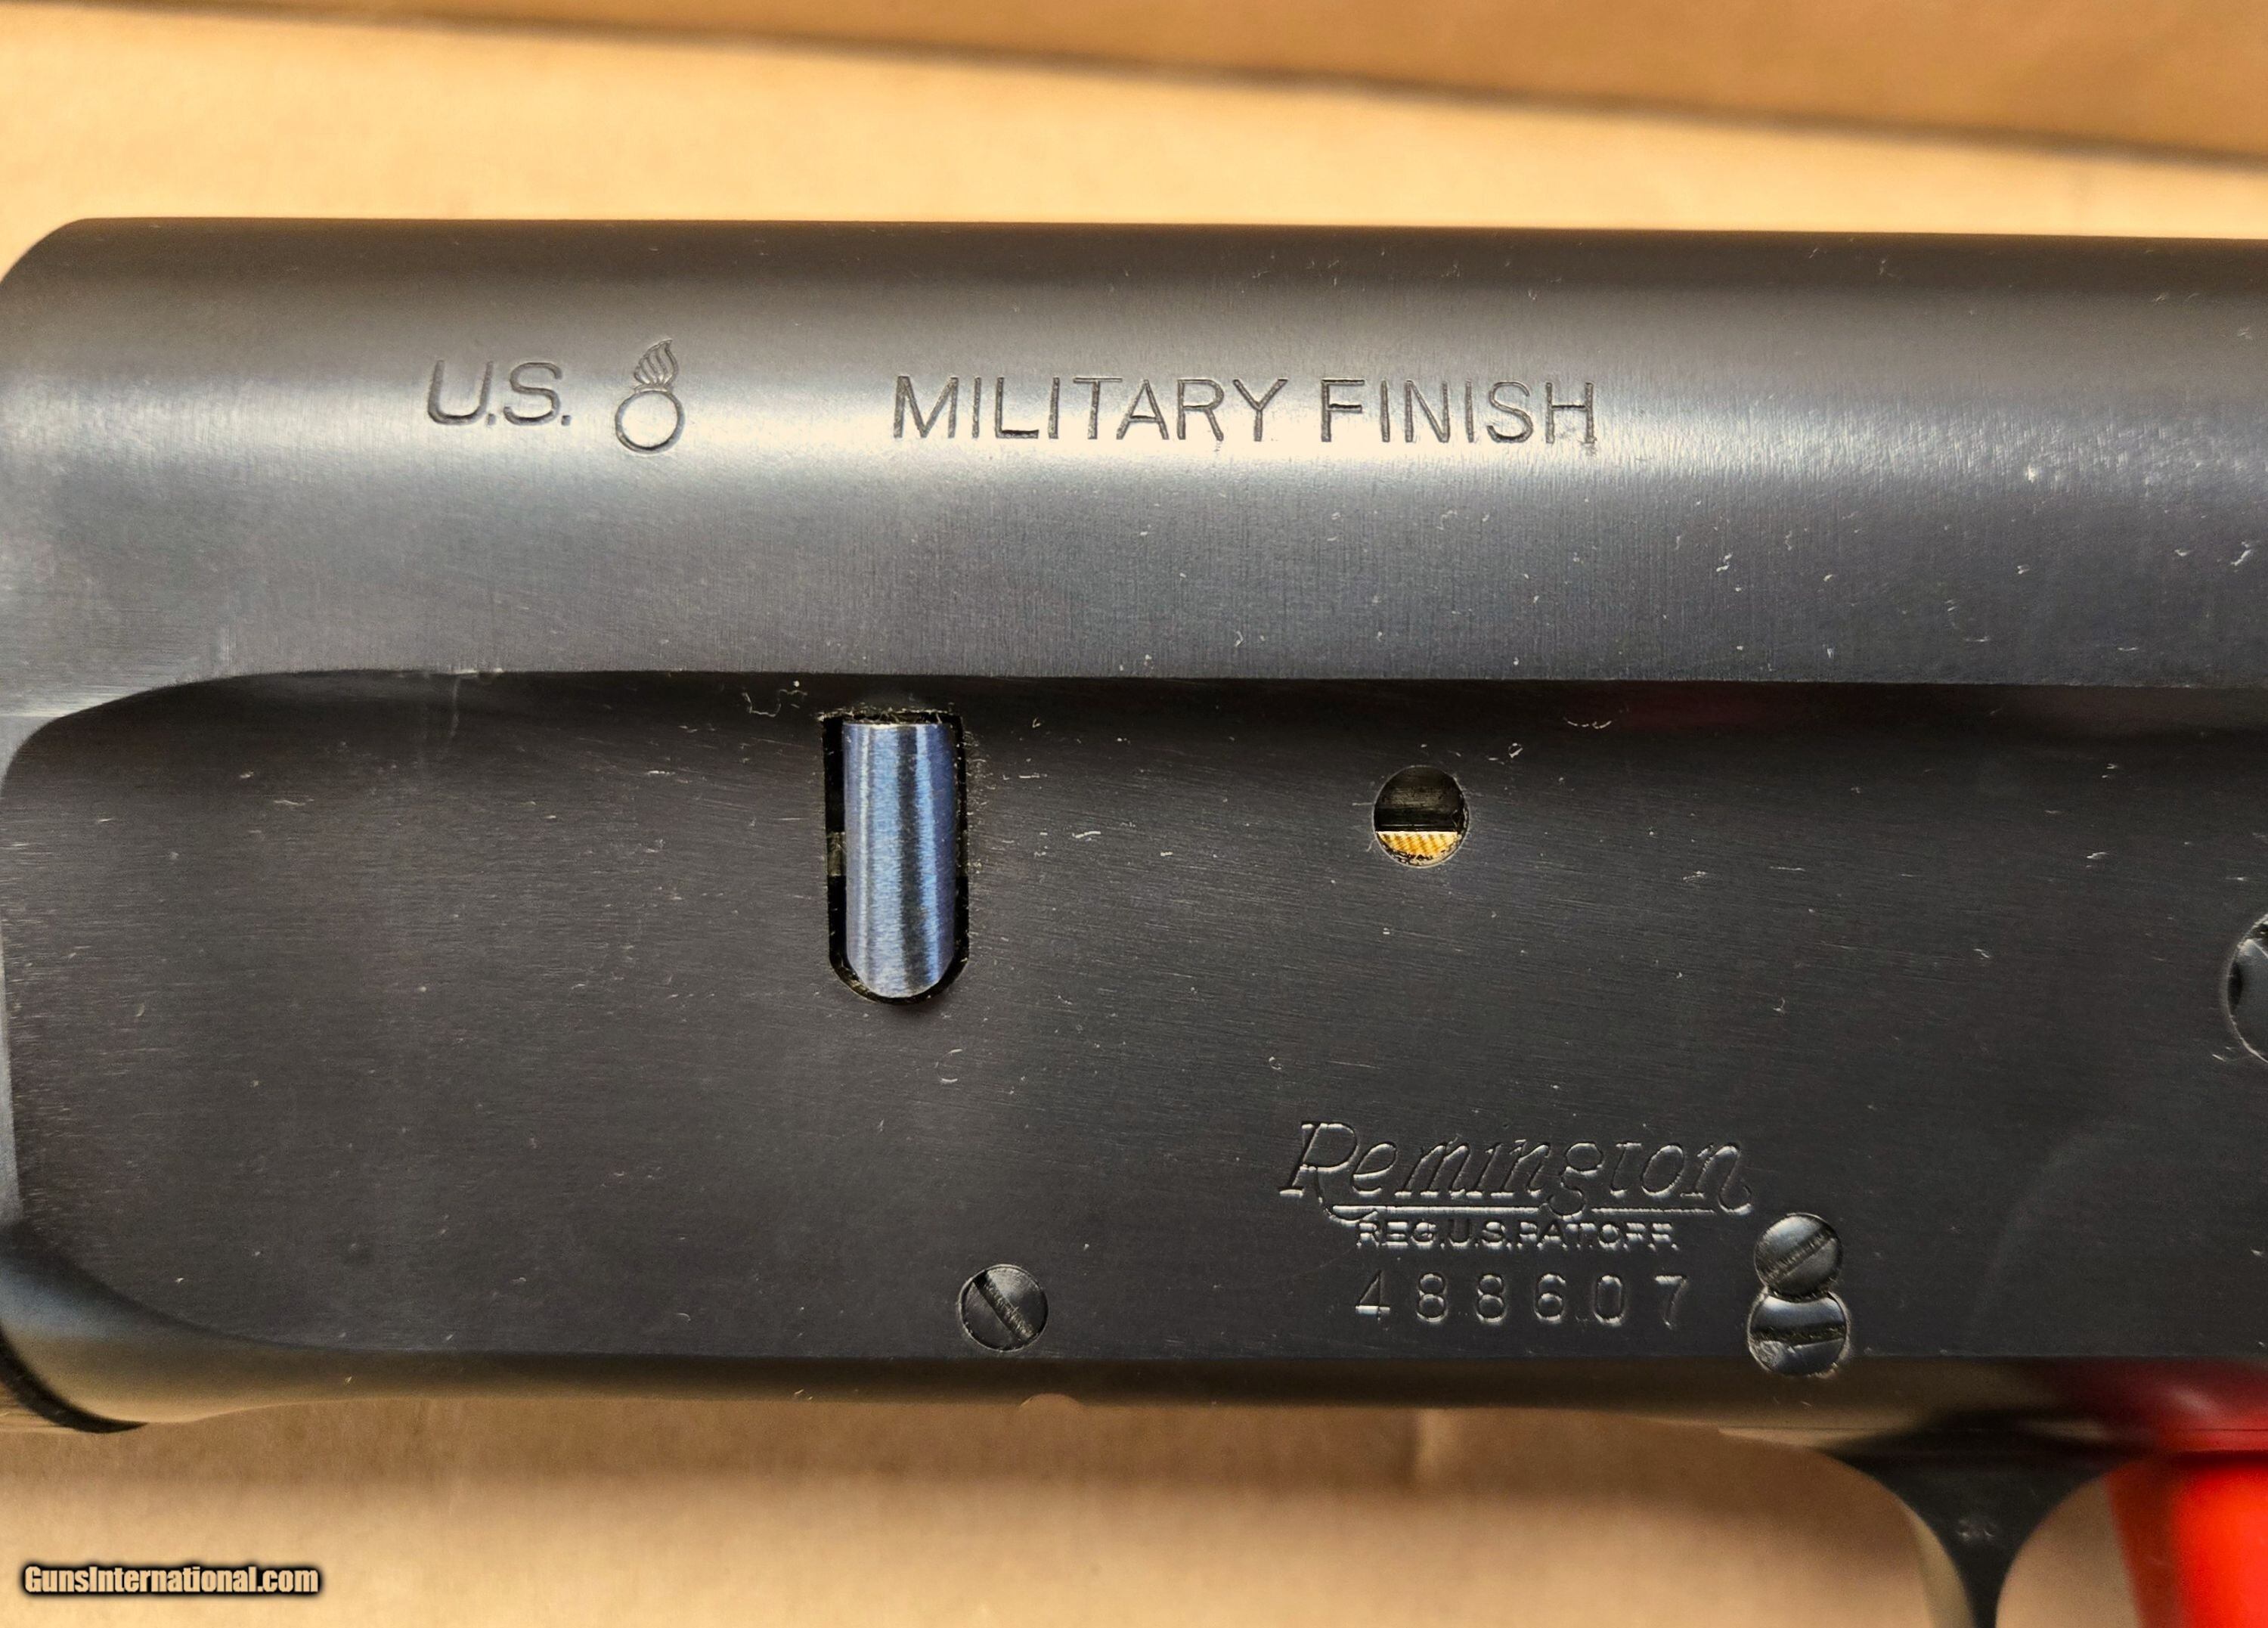 U.S. MILITARY FINISH
Remington
REG.U.S.PAT.OFF.
488607
GunsInternational.com